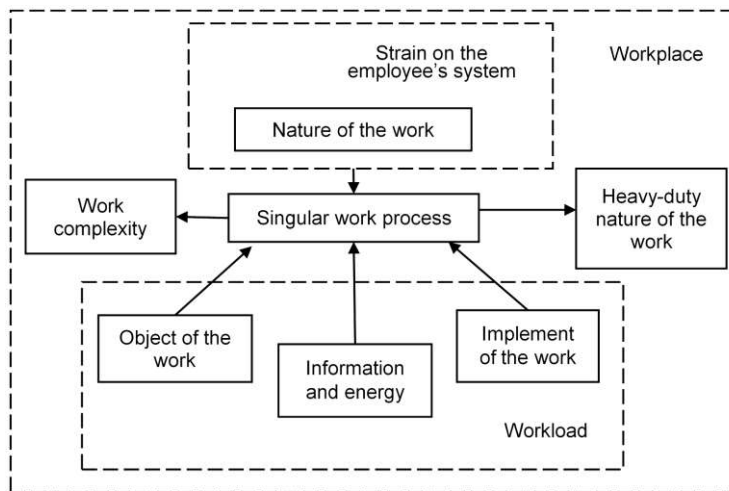 Strain on the
employee's system
Workplace
Nature of the work
Work
complexity
Singular work process
Heavy-duty
nature of the
work
Object of the
work
Information
and energy
Implement
of the work
Workload